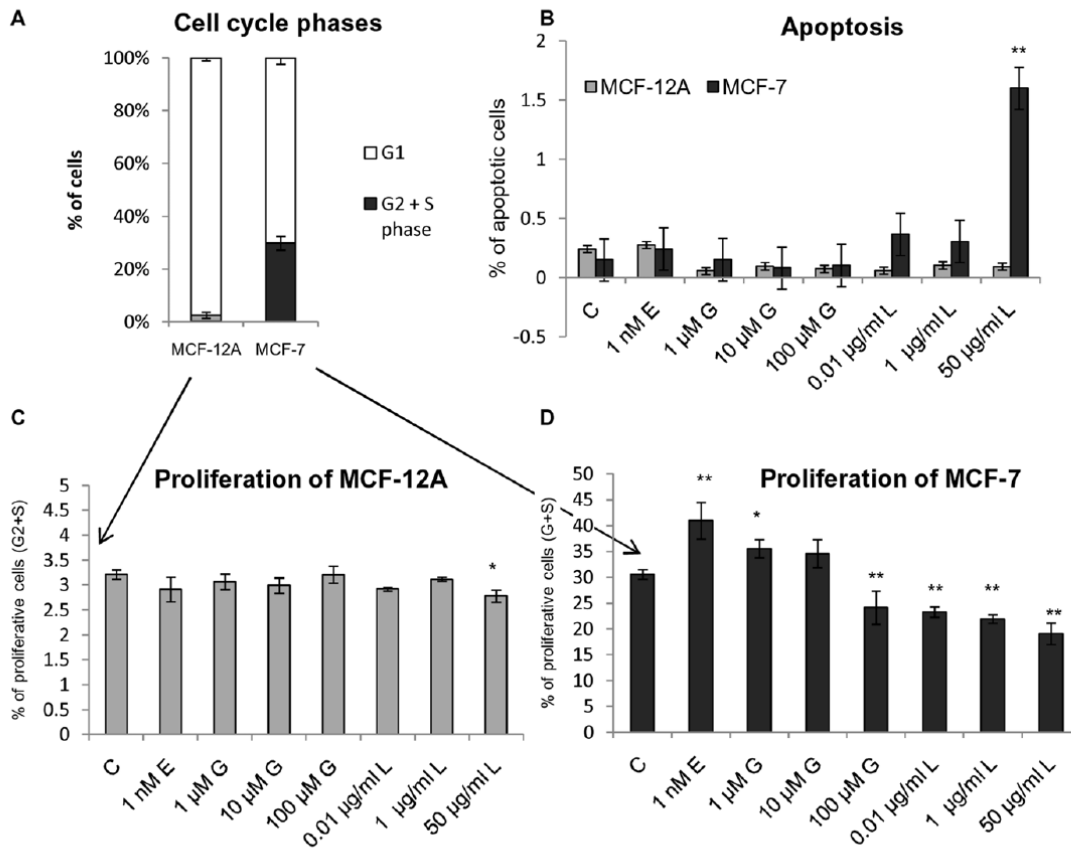 A
Cell cycle phases
100%
80%
60%
40%
20%
0%
% of cells
MCF-12A MCF-7
G1
G2 + S
phase
B
Apoptosis
MCF-12A MCF-7
2
1.5
1
0.5
0
-0.5
% of apoptotic cells
**
C
1 nM E
1 µM G
10 µM G
100 µM G
0.01 µg/ml L
1 µg/ml L
50 µg/ml L
C
Proliferation of MCF-12A
5
4.5
4
3.5
3
2.5
2
1.5
1
0.5
0
% of proliferative cells (G2+S)
*
C
1 nM E
1 µM G
10 µM G
100 µM G
0.01 µg/ml L
1 µg/ml L
50 µg/ml L
D
Proliferation of MCF-7
50
45
40
35
30
25
20
15
10
5
0
% of proliferative cells (G+S)
**
*
**
**
**
**
C
1 nM E
1 µM G
10 µM G
100 µM G
0.01 µg/ml L
1 µg/ml L
50 µg/ml L